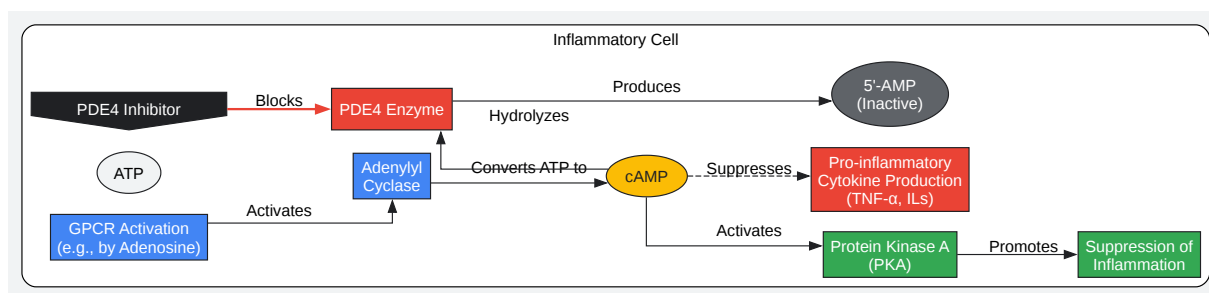 Inflammatory Cell
PDE4 Inhibitor
Blocks
PDE4 Enzyme
Produces
Hydrolyzes
5'-AMP
(Inactive)
ATP
Adenylyl
Cyclase
Converts ATP to
cAMP
Suppresses
Pro-inflammatory
Cytokine Production
(TNF-α, ILs)
GPCR Activation
(e.g., by Adenosine)
Activates
Activates
Protein Kinase A
(PKA)
Promotes
Suppression of
Inflammation